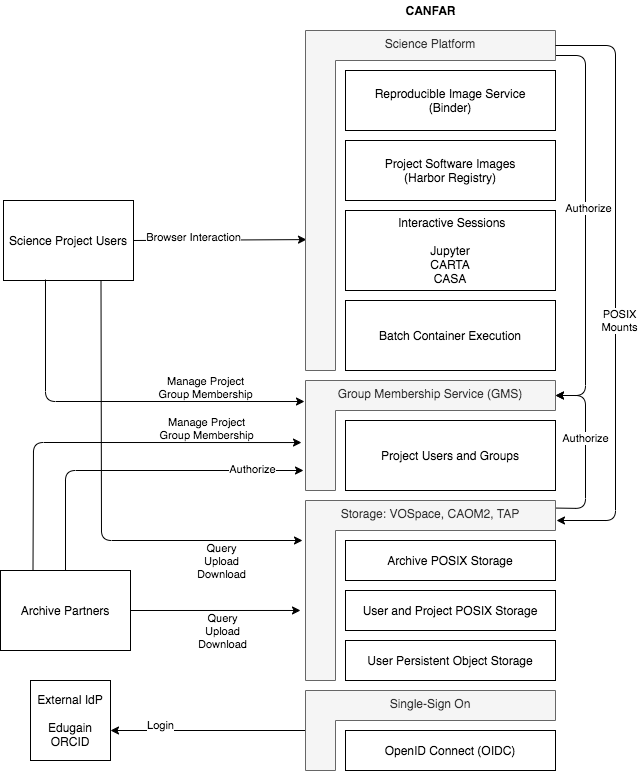 CANFAR
Science Platform
Reproducible Image Service
(Binder)
Project Software Images
(Harbor Registry)
Authorize
Interactive Sessions
Jupyter
CARTA
CASA
Science Project Users
Browser Interaction
POSIX
Mounts
Batch Container Execution
Manage Project
Group Membership
Group Membership Service (GMS)
Manage Project
Group Membership
Authorize
Authorize
Project Users and Groups
Storage: VOSpace, CAOM2, TAP
Query
Upload
Download
Archive POSIX Storage
Archive Partners
User and Project POSIX Storage
Query
Upload
Download
User Persistent Object Storage
External IdP
Edugain
ORCID
Login
Single-Sign On
OpenID Connect (OIDC)